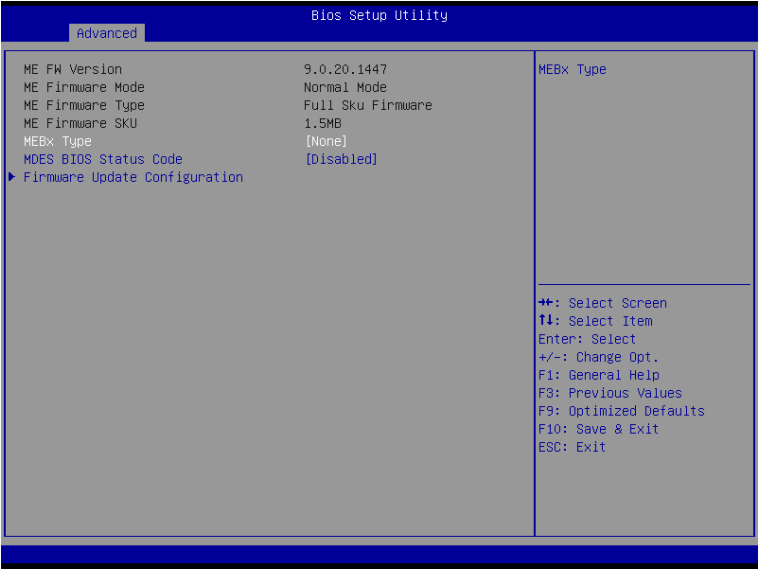 Bios Setup Utility
Advanced
ME FW Version 9.0.20.1447
ME Firmware Mode Normal Mode
ME Firmware Type Full Sku Firmware
ME Firmware SKU 1.5MB
MEBx Type [None]
MDES BIOS Status Code [Disabled]
Firmware Update Configuration
MEBx Type
→←: Select Screen
↑↓: Select Item
Enter: Select
+/-: Change Opt.
F1: General Help
F3: Previous Values
F9: Optimized Defaults
F10: Save & Exit
ESC: Exit